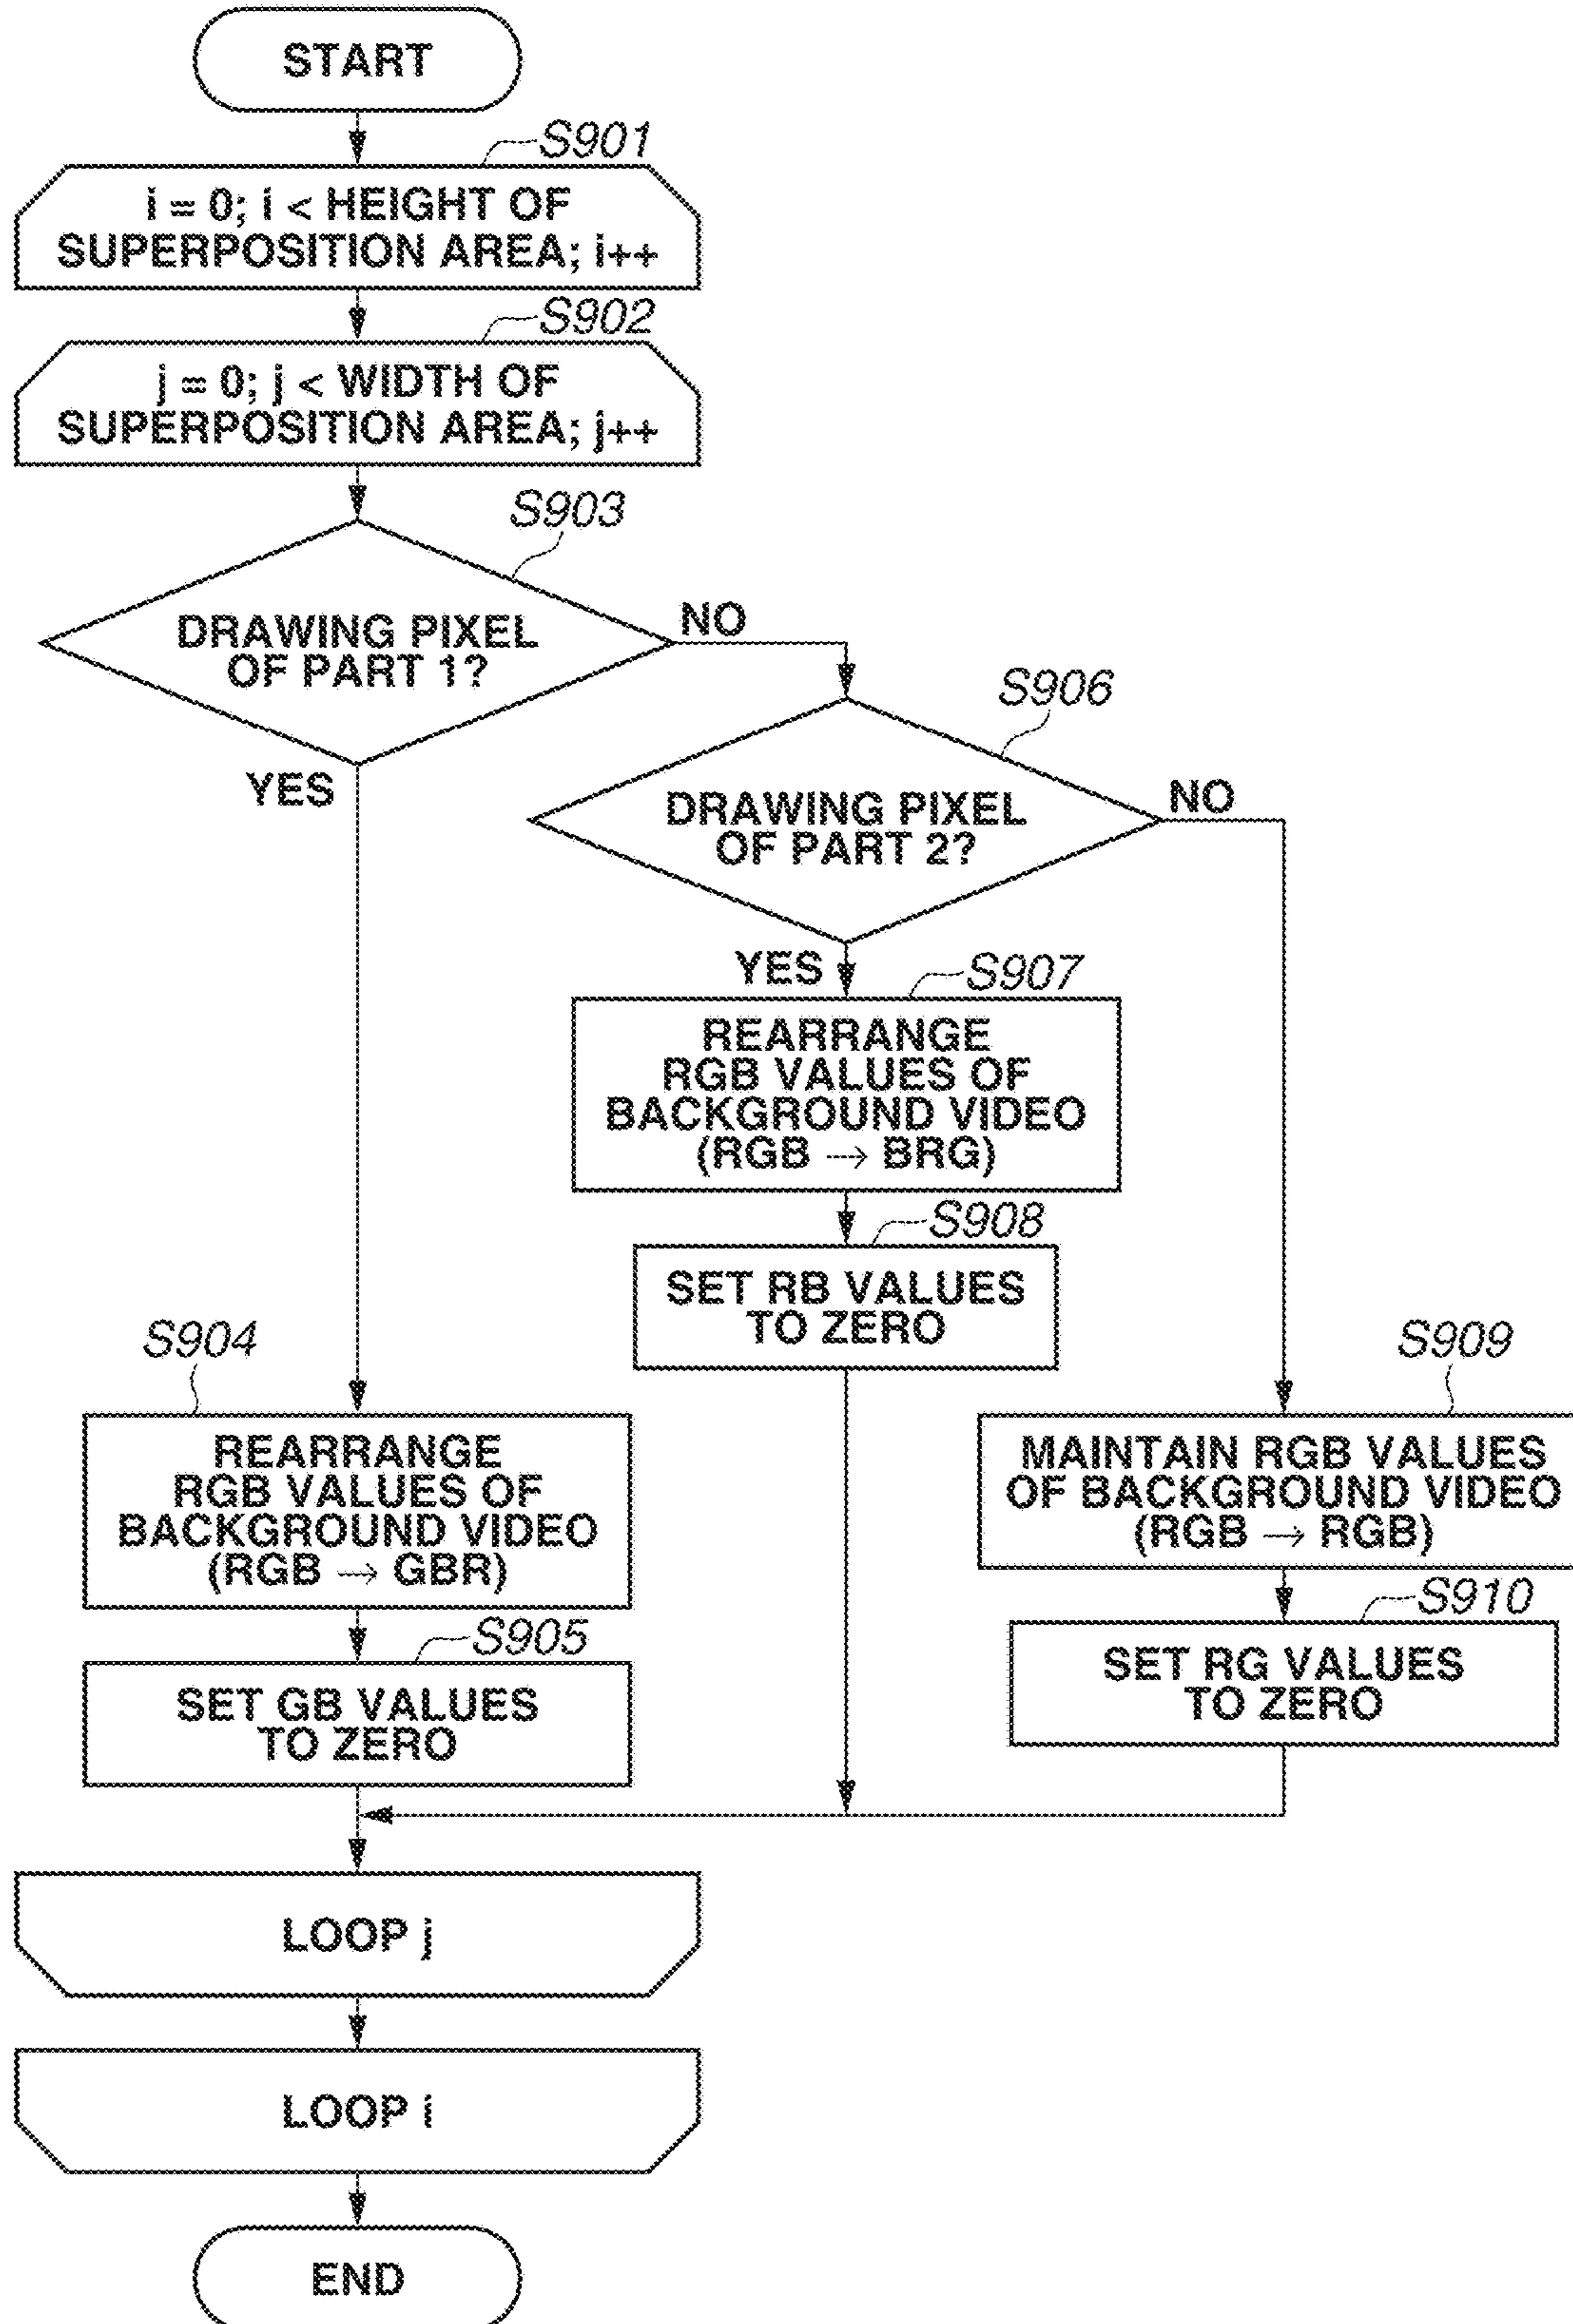 START
S901
i = 0; i < HEIGHT OF
SUPERPOSITION AREA; i++
S902
j = 0; j < WIDTH OF
SUPERPOSITION AREA; j++
S903
DRAWING PIXEL
OF PART 1?
NO
YES
S906
DRAWING PIXEL
OF PART 2?
NO
YES
S907
REARRANGE
RGB VALUES OF
BACKGROUND VIDEO
(RGB → BRG)
S908
SET RB VALUES
TO ZERO
S904
REARRANGE
RGB VALUES OF
BACKGROUND VIDEO
(RGB → GBR)
S905
SET GB VALUES
TO ZERO
S909
MAINTAIN RGB VALUES
OF BACKGROUND VIDEO
(RGB → RGB)
S910
SET RG VALUES
TO ZERO
LOOP j
LOOP i
END